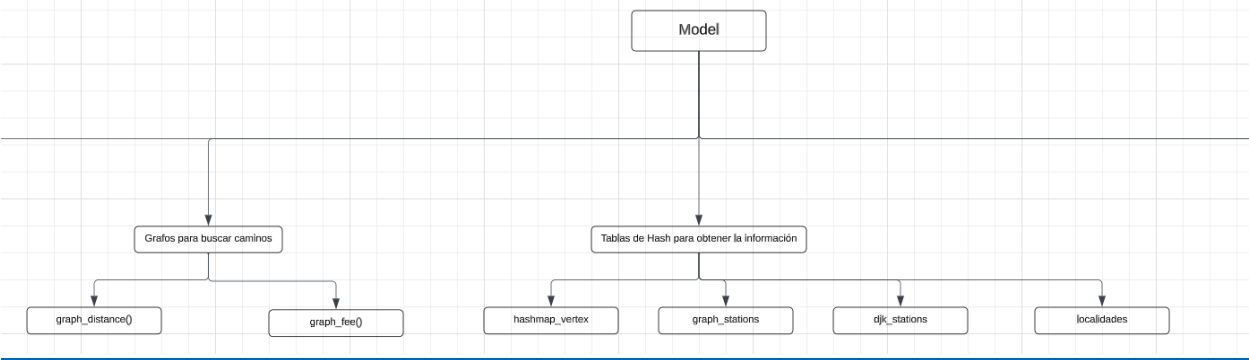 Model
Grafos para buscar caminos
Tablas de Hash para obtener la información
graph_distance()
graph_fee()
hashmap_vertex
graph_stations
djk_stations
localidades